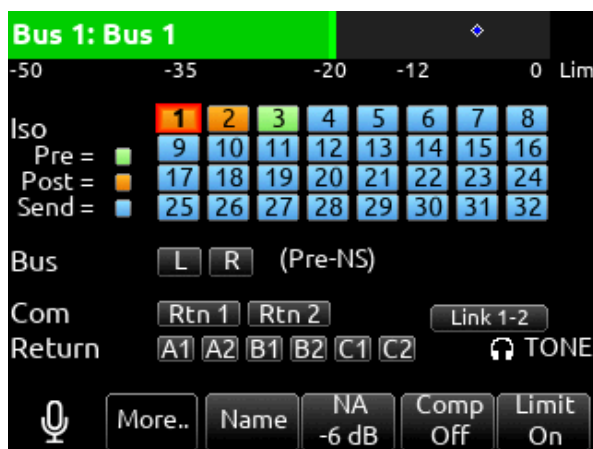 Bus 1: Bus 1
-50 -35 -20 -12 0 Lim
Iso 1 2 3 4 5 6 7 8
Pre = 9 10 11 12 13 14 15 16
Post = 17 18 19 20 21 22 23 24
Send = 25 26 27 28 29 30 31 32
Bus L R (Pre-NS)
Com Rtn 1 Rtn 2 Link 1-2
Return A1 A2 B1 B2 C1 C2 TONE
More.. Name NA -6 dB Comp Off Limit On